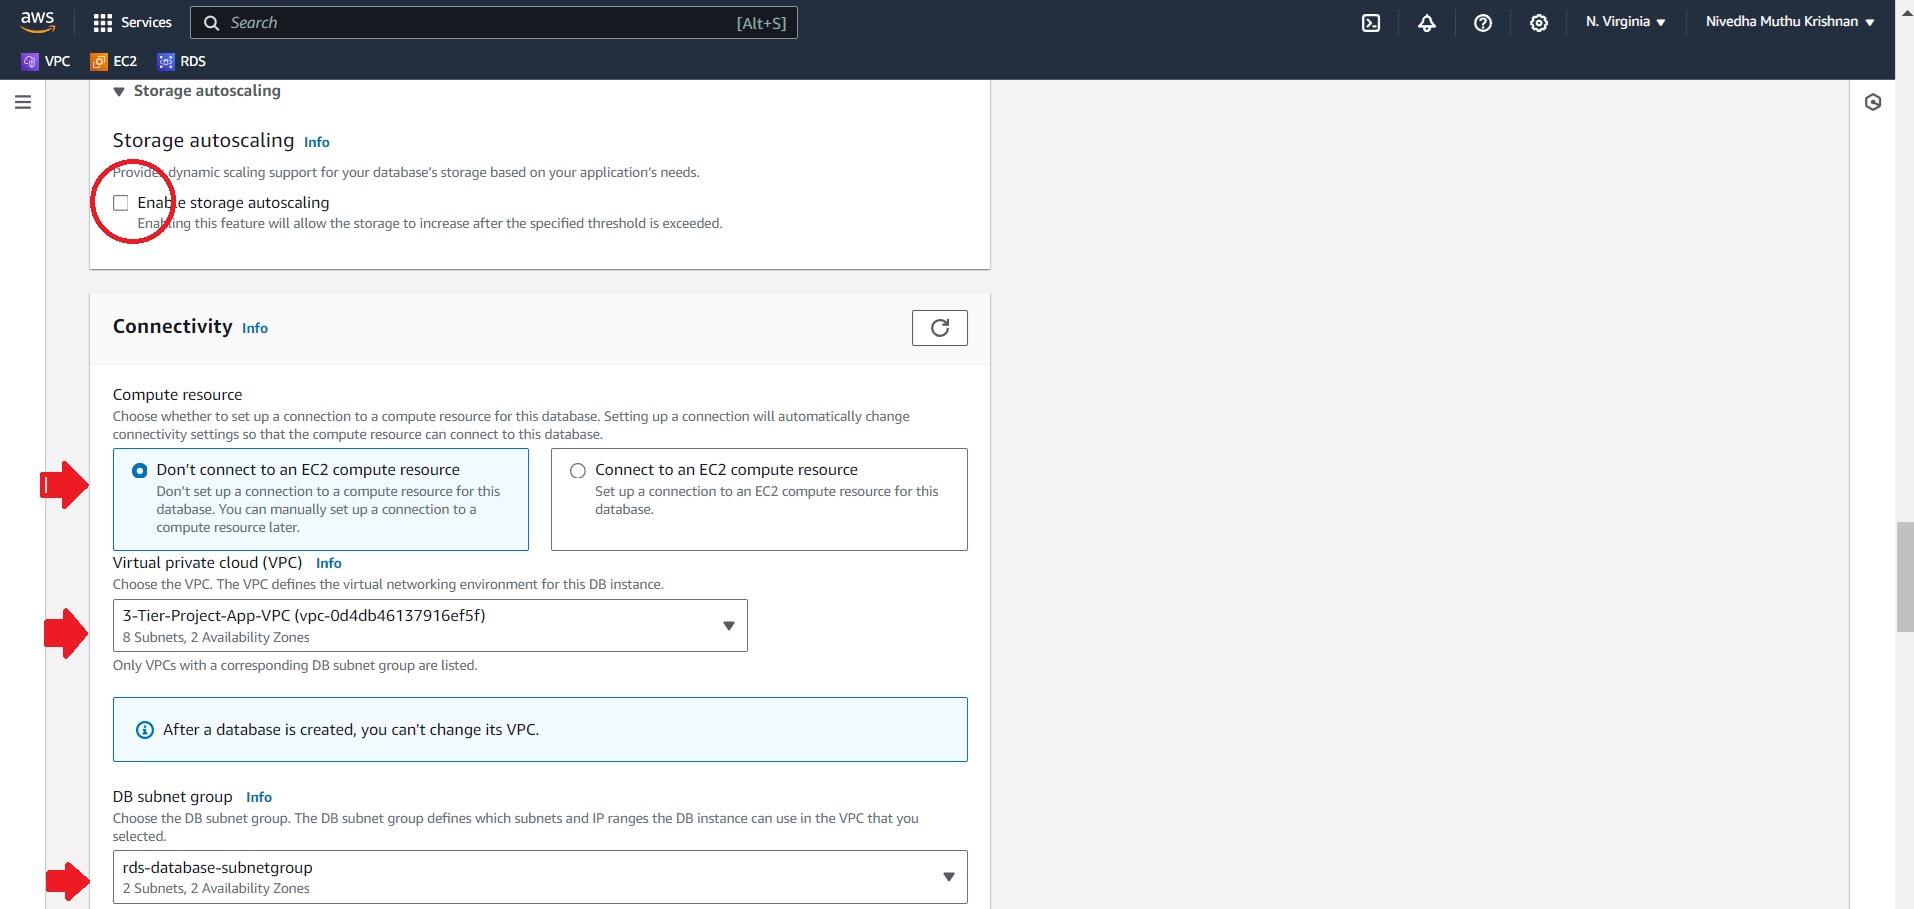 aws
Services
Search
[Alt+S]
N. Virginia
Nivedha Muthu Krishnan
VPC
EC2
RDS
Storage autoscaling
Storage autoscaling Info
Provides dynamic scaling support for your database's storage based on your application's needs.
Enable storage autoscaling
Enabling this feature will allow the storage to increase after the specified threshold is exceeded.
Connectivity Info
Compute resource
Choose whether to set up a connection to a compute resource for this database. Setting up a connection will automatically change
connectivity settings so that the compute resource can connect to this database.
Don't connect to an EC2 compute resource
Don't set up a connection to a compute resource for this
database. You can manually set up a connection to a
compute resource later.
Connect to an EC2 compute resource
Set up a connection to an EC2 compute resource for this
database.
Virtual private cloud (VPC) Info
Choose the VPC. The VPC defines the virtual networking environment for this DB instance.
3-Tier-Project-App-VPC (vpc-0d4db46137916ef5f)
8 Subnets, 2 Availability Zones
Only VPCs with a corresponding DB subnet group are listed.
After a database is created, you can't change its VPC.
DB subnet group Info
Choose the DB subnet group. The DB subnet group defines which subnets and IP ranges the DB instance can use in the VPC that you
selected.
rds-database-subnetgroup
2 Subnets, 2 Availability Zones